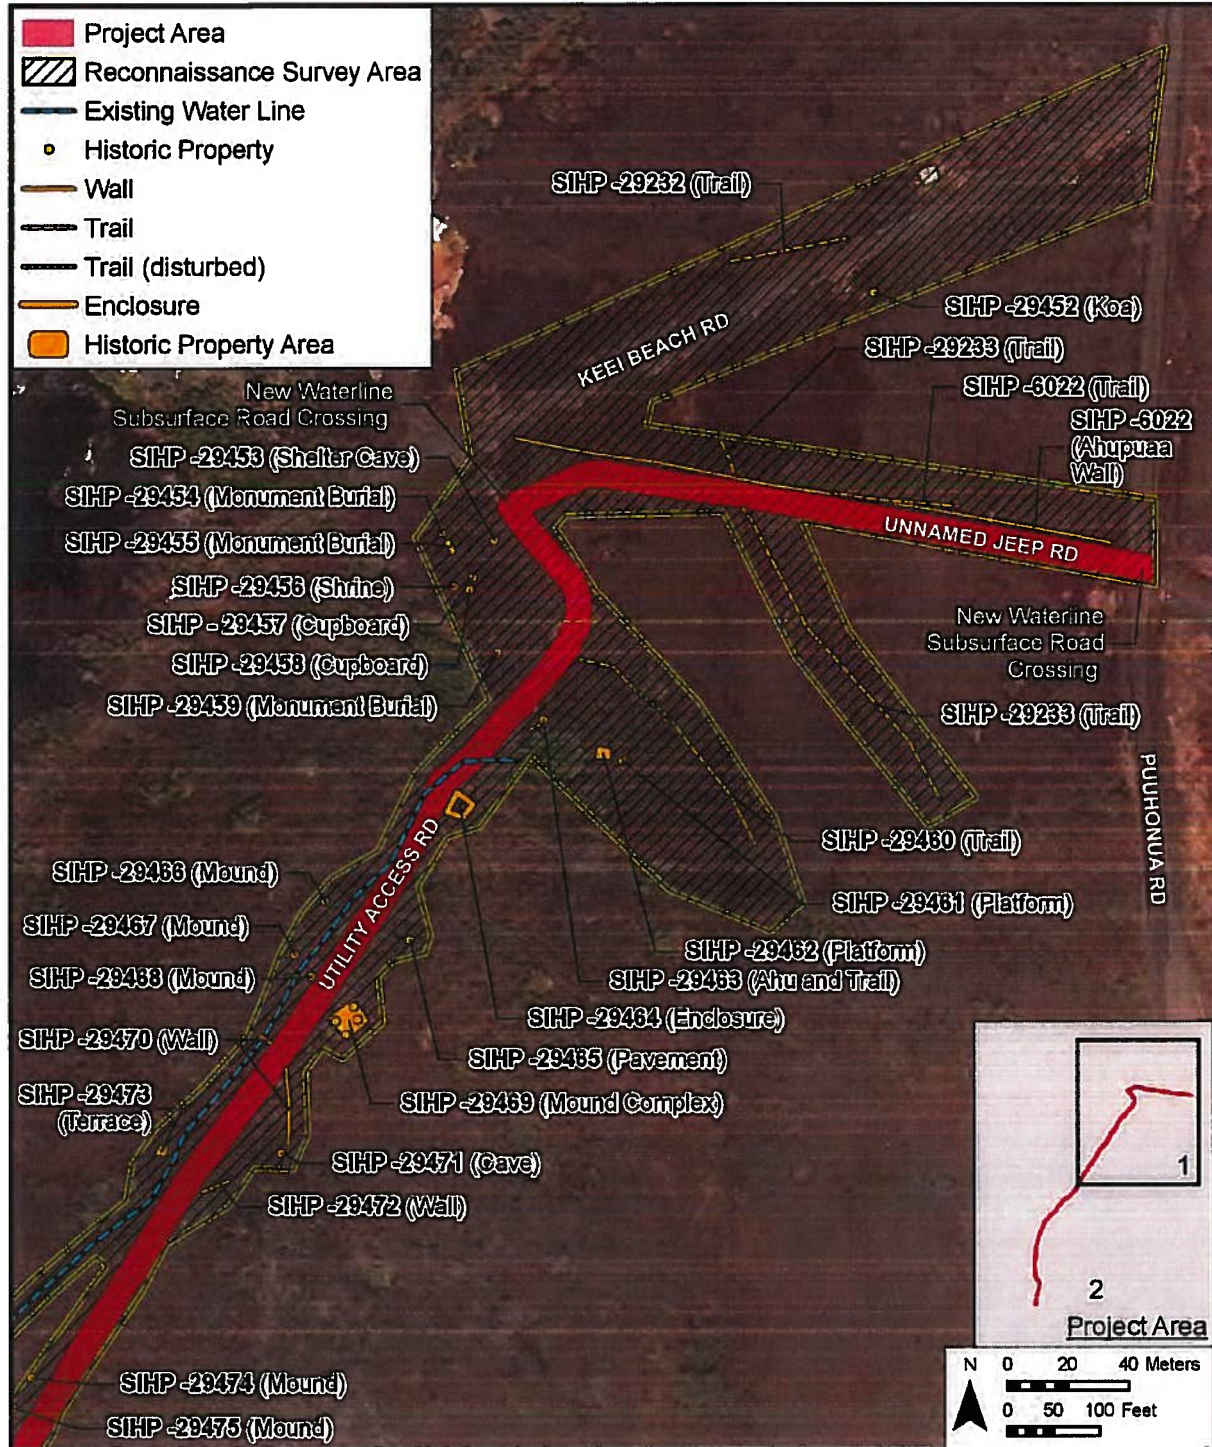 Project Area
Reconnaissance Survey Area
Existing Water Line
Historic Property
Wall
Trail
Trail (disturbed)
Enclosure
Historic Property Area
SIHP -29232 (Trail)
SIHP -29452 (Koa)
KEEI BEACH RD
SIHP -29233 (Trail)
SIHP -6022 (Trail)
SIHP -6022
(Ahupuaa
Wall)
New Waterline
Subsurface Road Crossing
SIHP -29453 (Shelter Cave)
SIHP -29454 (Monument Burial)
SIHP -29455 (Monument Burial)
SIHP -29456 (Shrine)
SIHP - 29457 (Cupboard)
SIHP -29458 (Cupboard)
SIHP -29459 (Monument Burial)
UNNAMED JEEP RD
New Waterline
Subsurface Road
Crossing
SIHP -29233 (Trail)
PUUHONUA RD
SIHP -29460 (Trail)
SIHP -29461 (Platform)
SIHP -29462 (Platform)
SIHP -29463 (Ahu and Trail)
SIHP -29464 (Enclosure)
SIHP -29465 (Pavement)
SIHP -29466 (Mound)
SIHP -29467 (Mound)
SIHP -29468 (Mound)
UTILITY ACCESS RD
SIHP -29470 (Wall)
SIHP -29473
(Terrace)
SIHP -29469 (Mound Complex)
SIHP -29471 (Cave)
SIHP -29472 (Wall)
SIHP -29474 (Mound)
SIHP -29475 (Mound)
1
2
Project Area
N
0 20 40 Meters
0 50 100 Feet